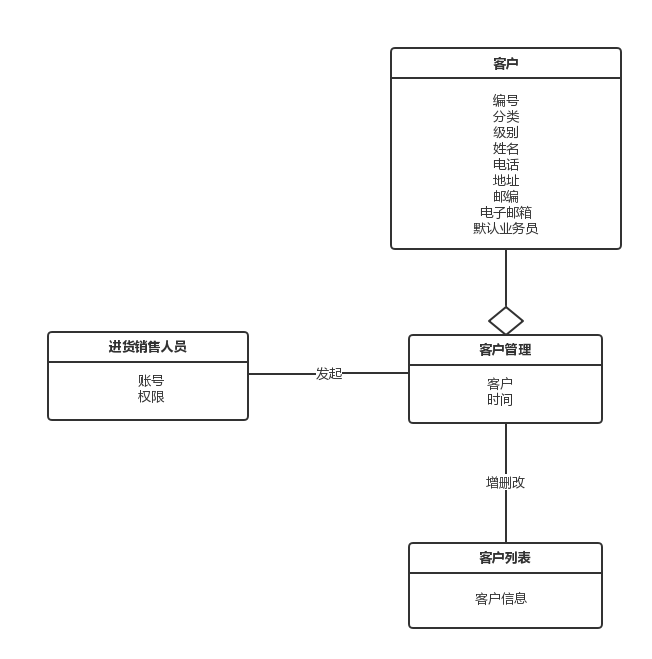 客户
编号
分类
级别
姓名
电话
地址
邮编
电子邮箱
默认业务员
进货销售人员
账号
权限
发起
客户管理
客户
时间
增删改
客户列表
客户信息